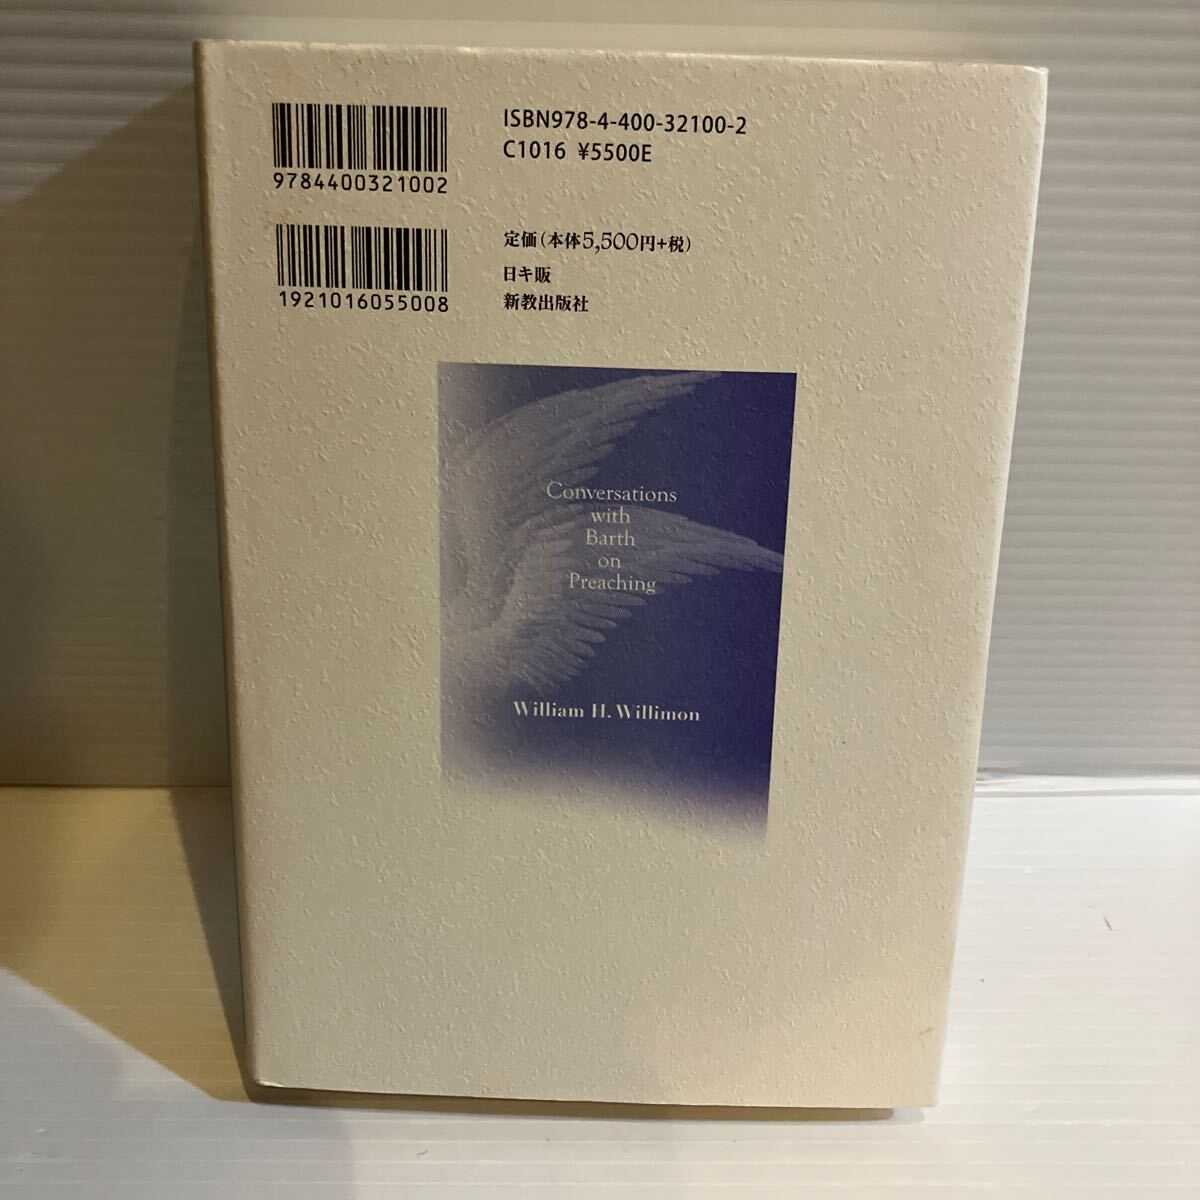 ISBN978-4-400-32100-2
C1016 ¥5500E
9784400321002
定価(本体5,500円+税)
日キ販
新教出版社
1921016055008
Conversations
with
Barth
on
Preaching
William H. Willimon